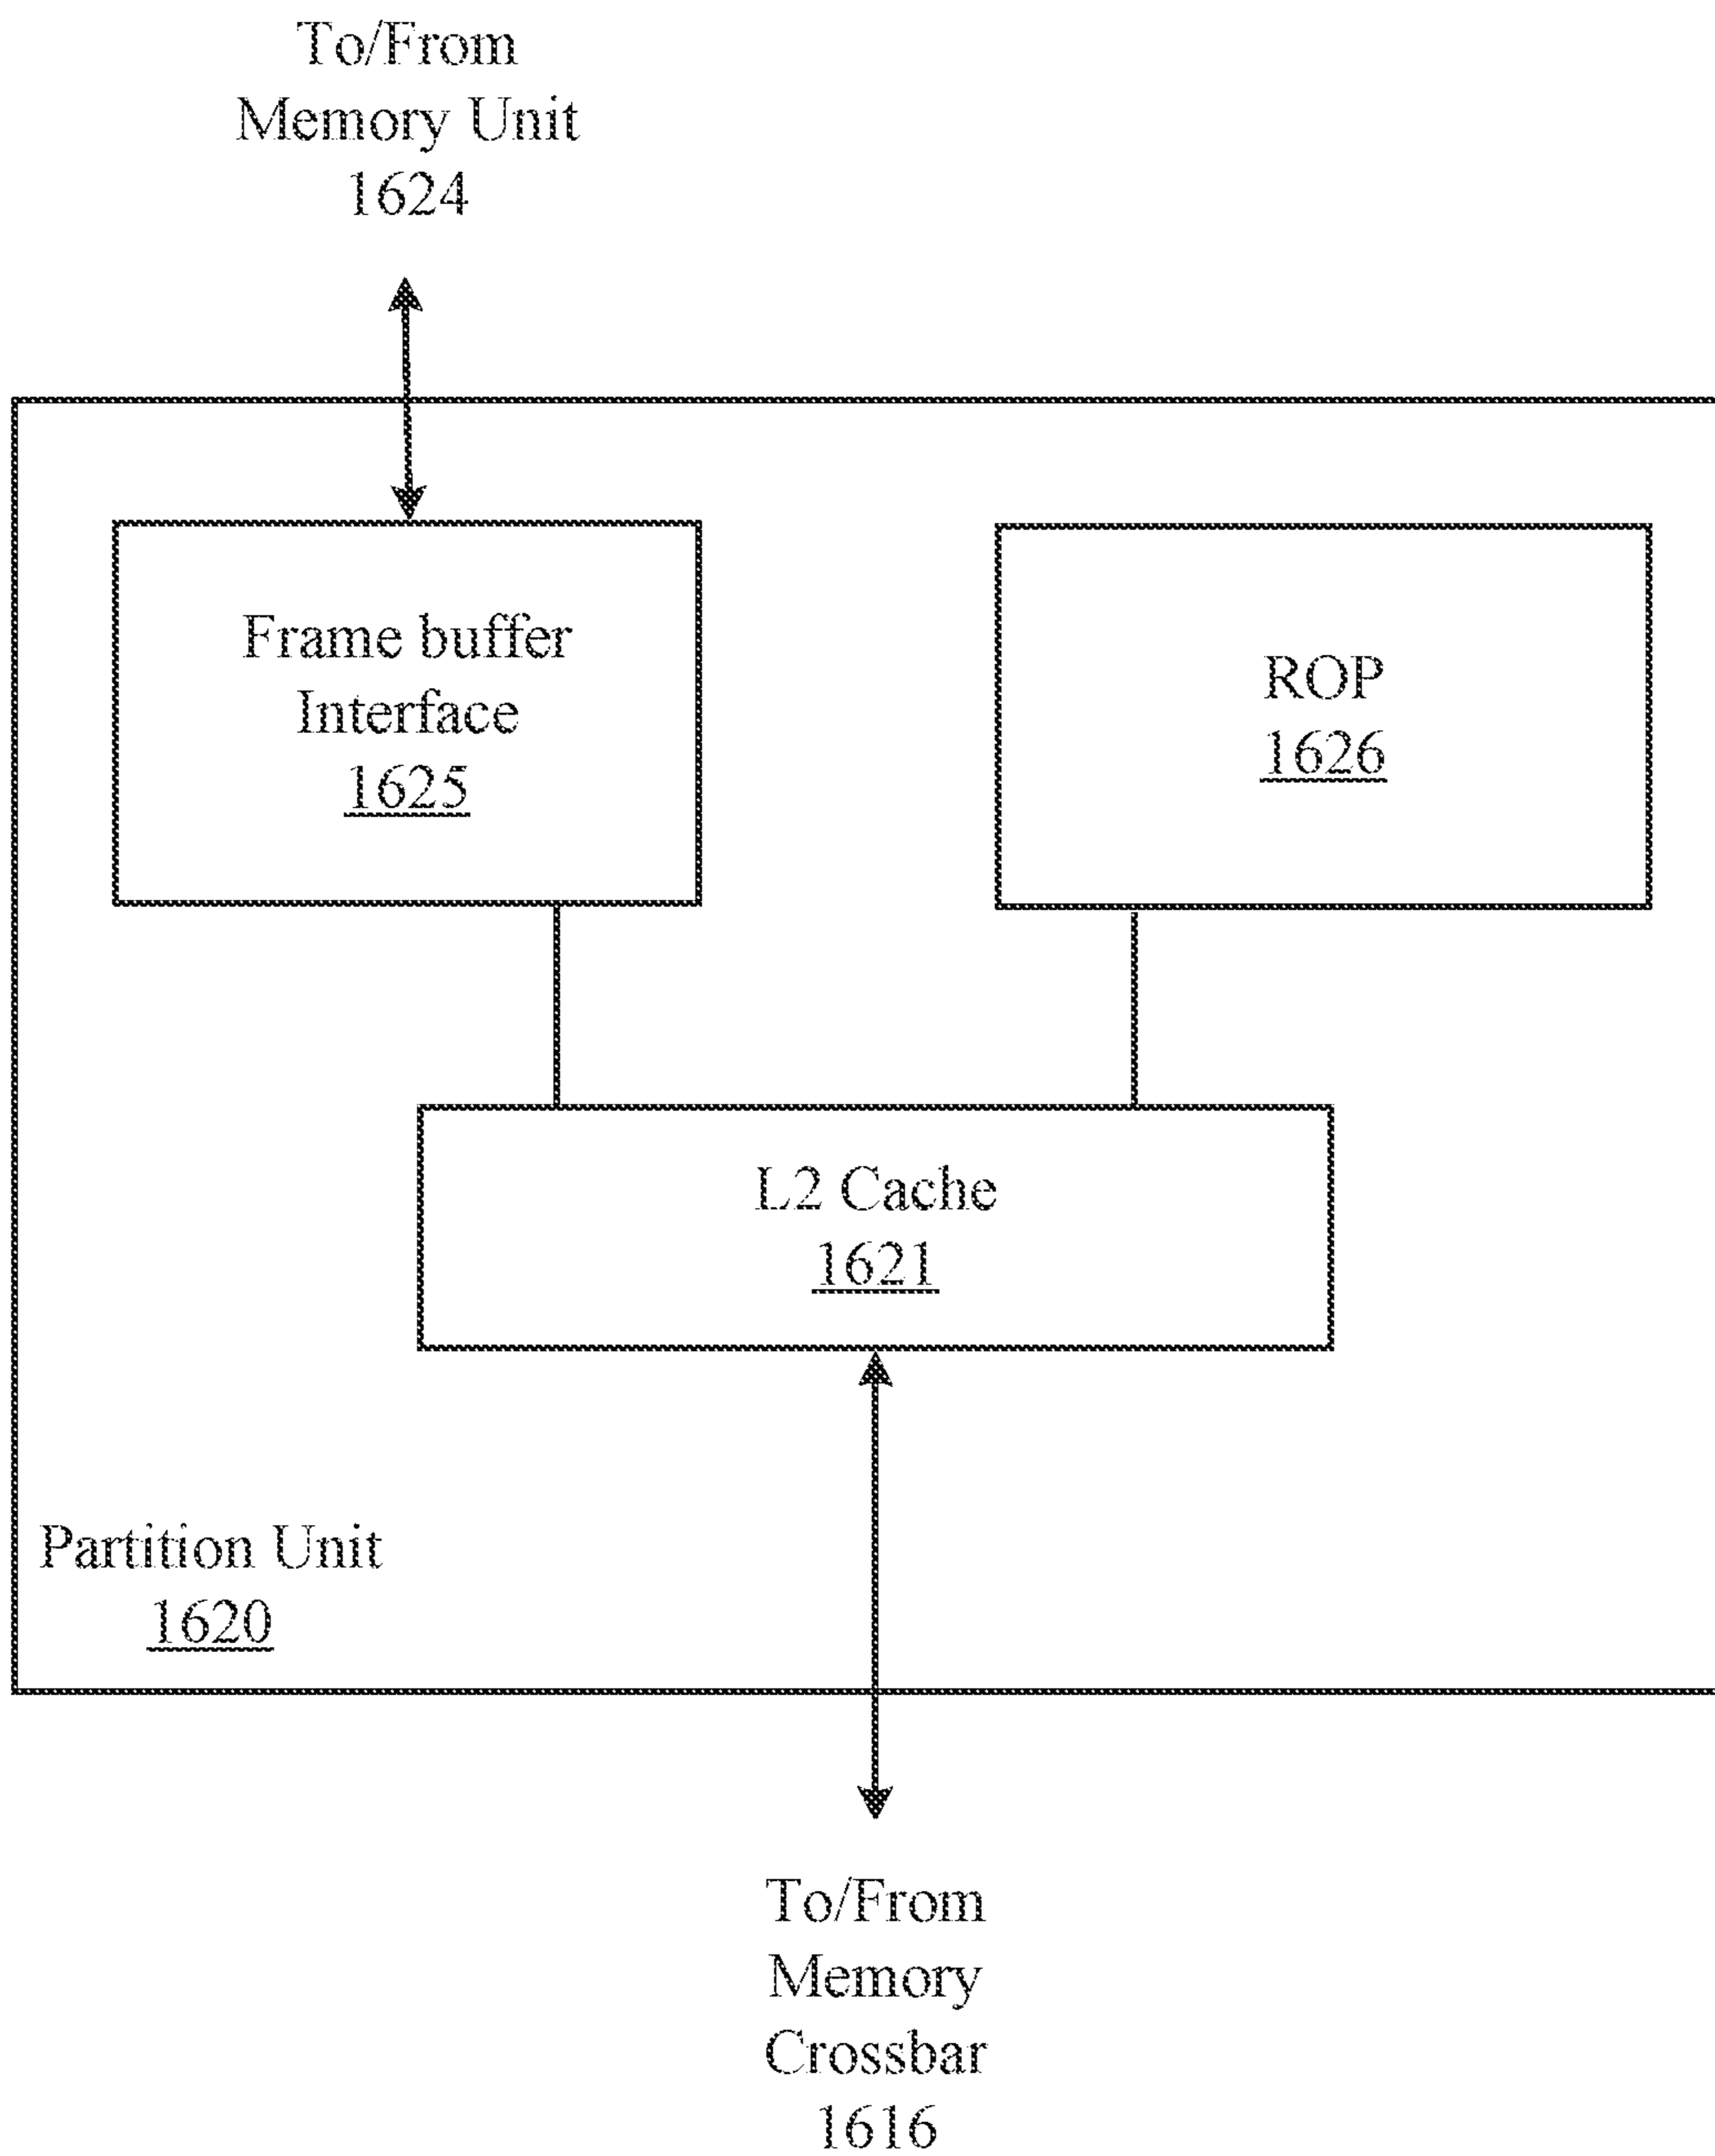 To/From
Memory Unit
1624
Frame buffer
Interface
1625
ROP
1626
L2 Cache
1621
Partition Unit
1620
To/From
Memory
Crossbar
1616